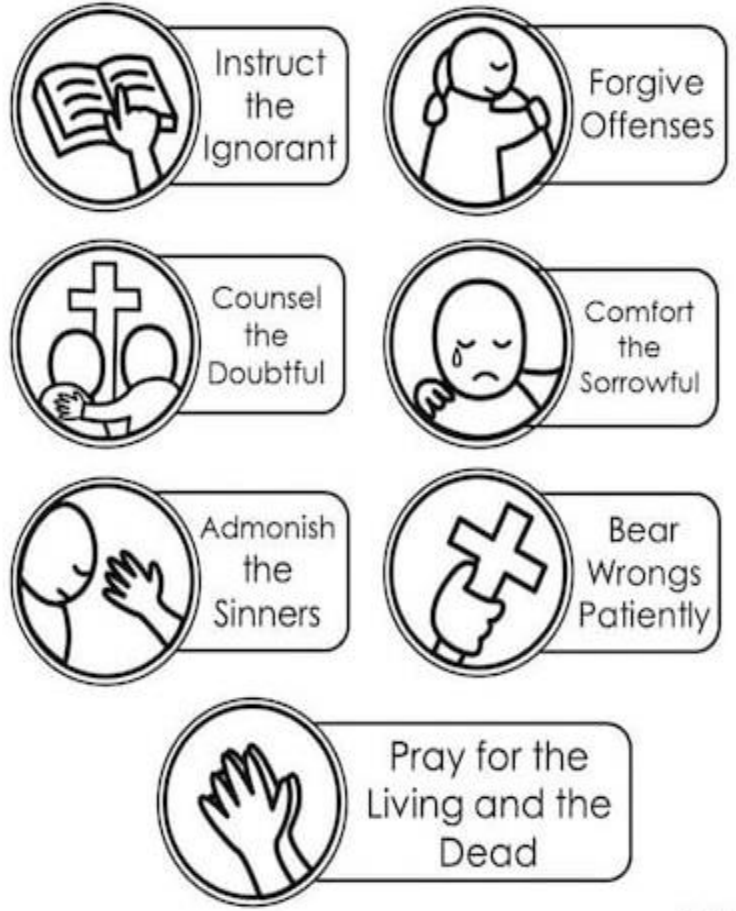 Instruct
the
Ignorant
Forgive
Offenses
Counsel
the
Doubtful
Comfort
the
Sorrowful
Admonish
the
Sinners
Bear
Wrongs
Patiently
Pray for the
Living and the
Dead